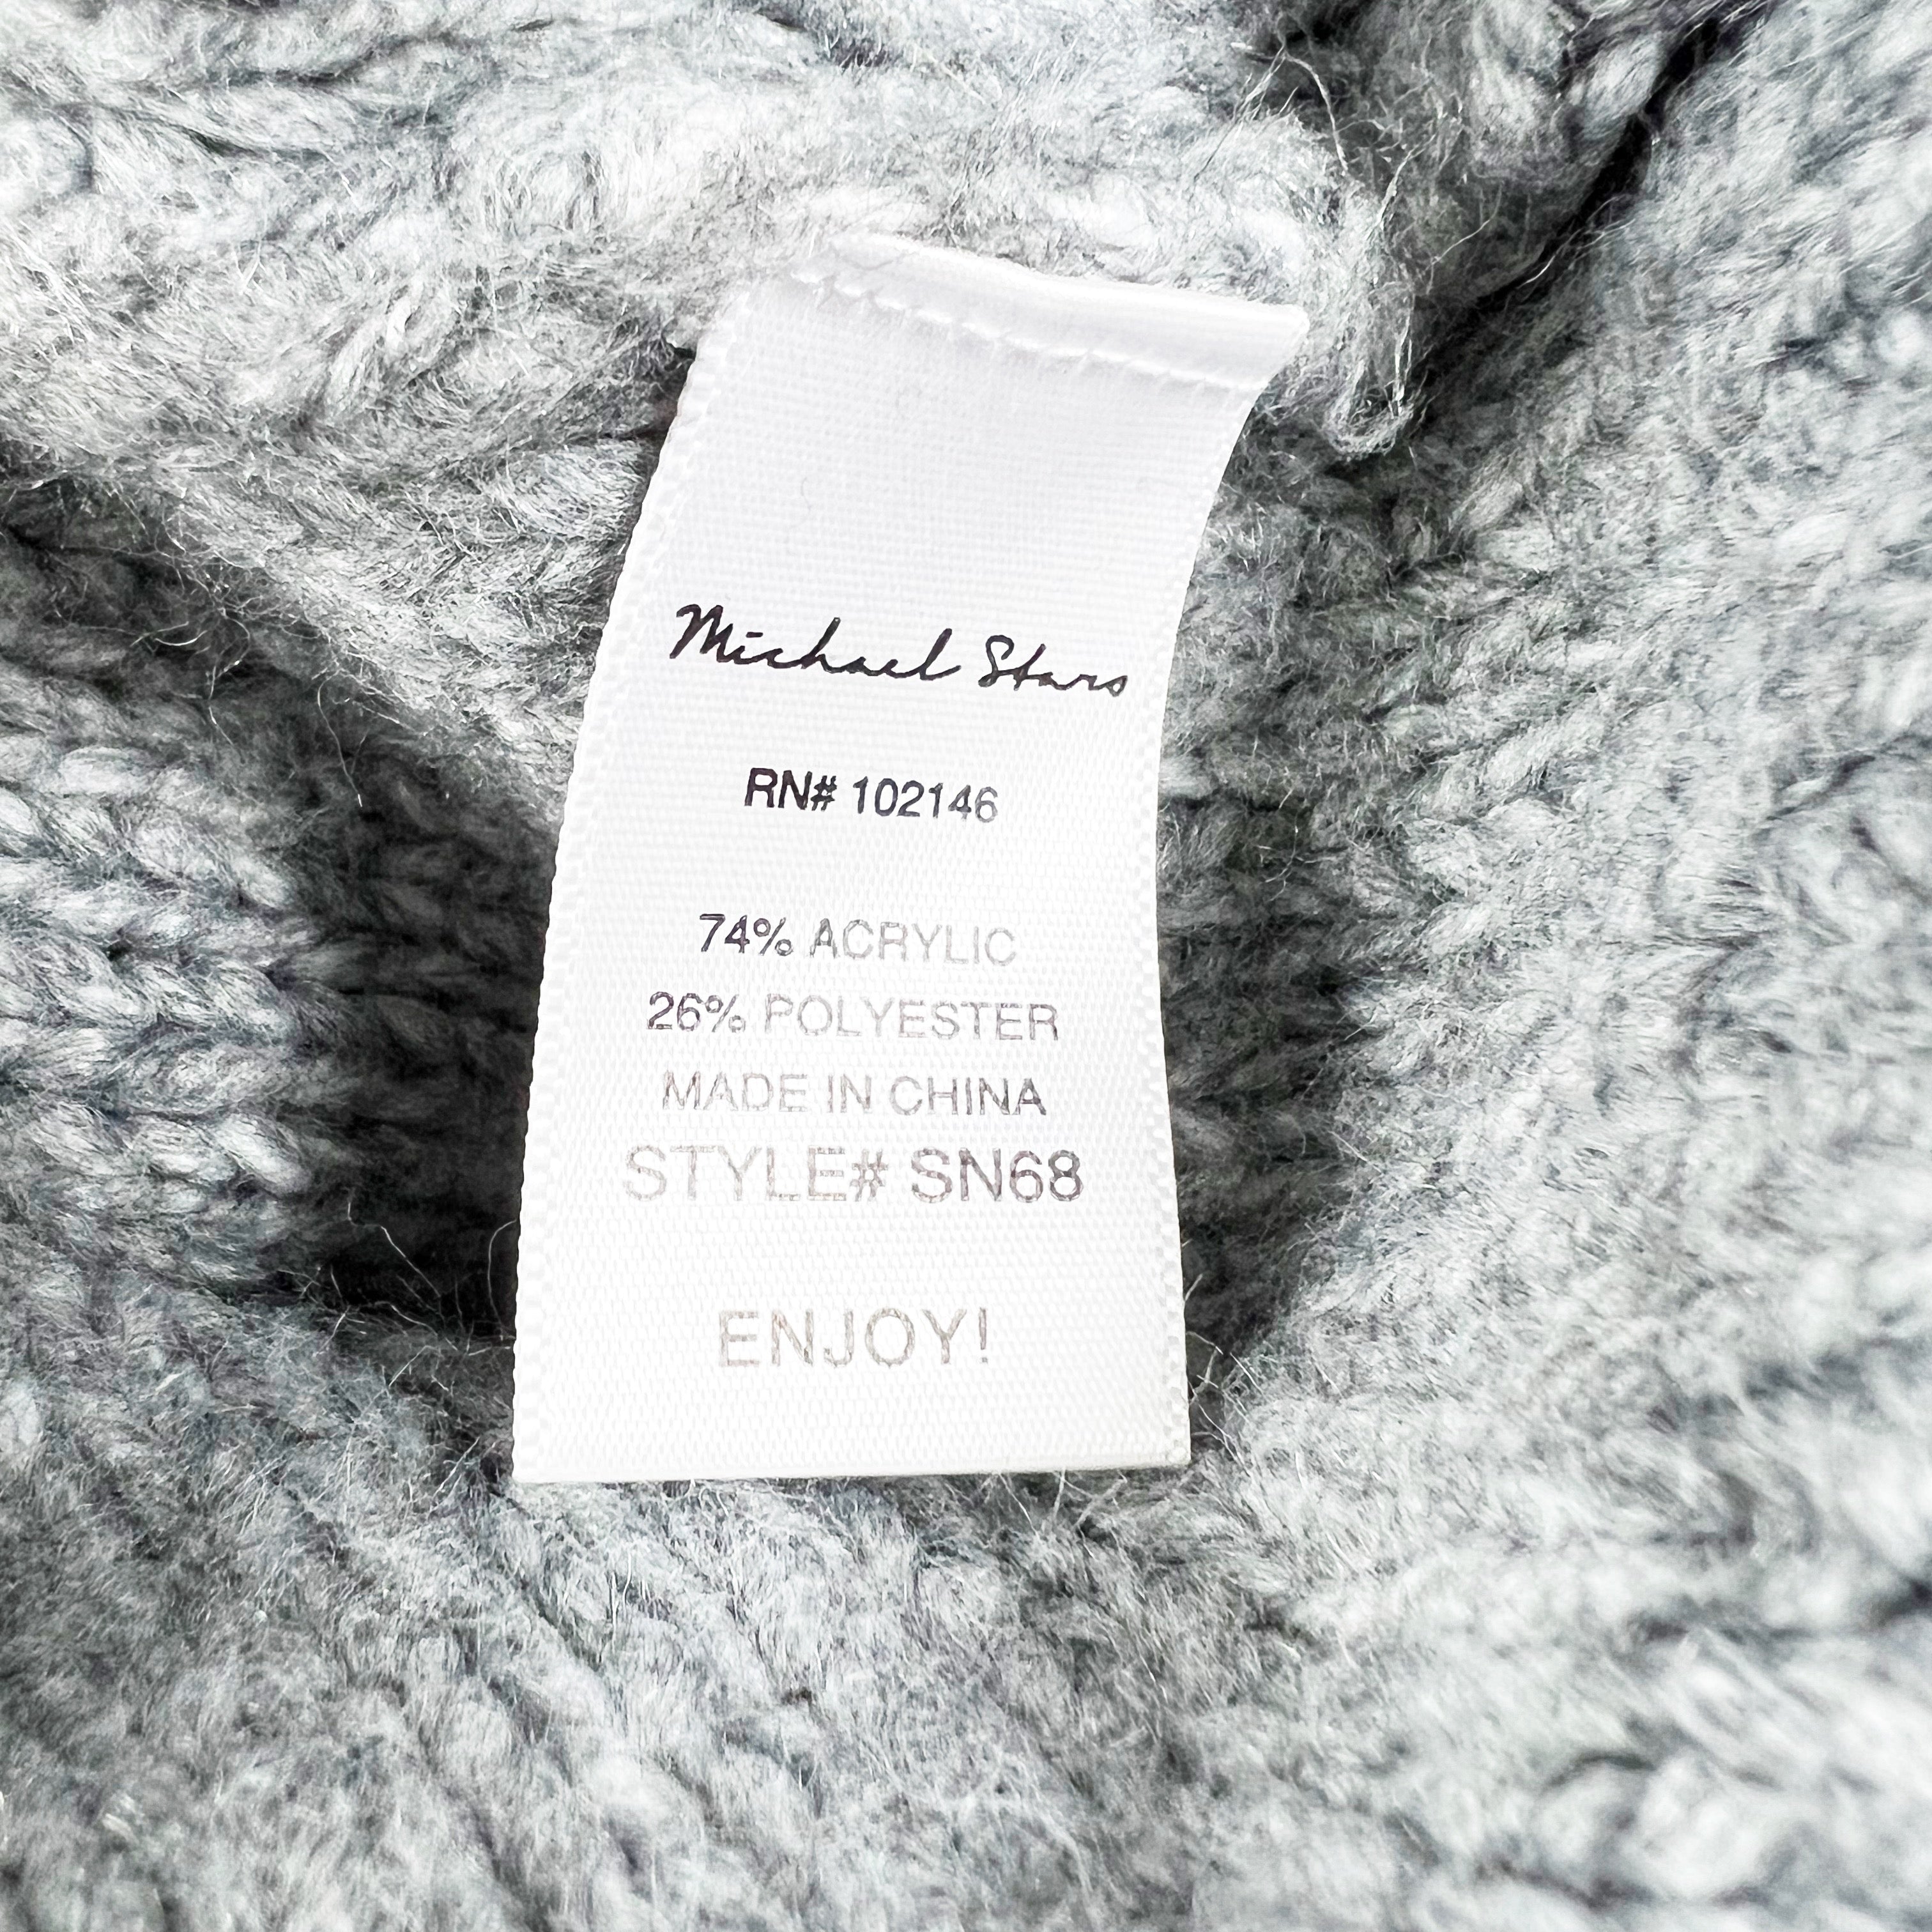 Michael Stars
RN# 102146
74% ACRYLIC
26% POLYESTER
MADE IN CHINA
STYLE# SN68
ENJOY!